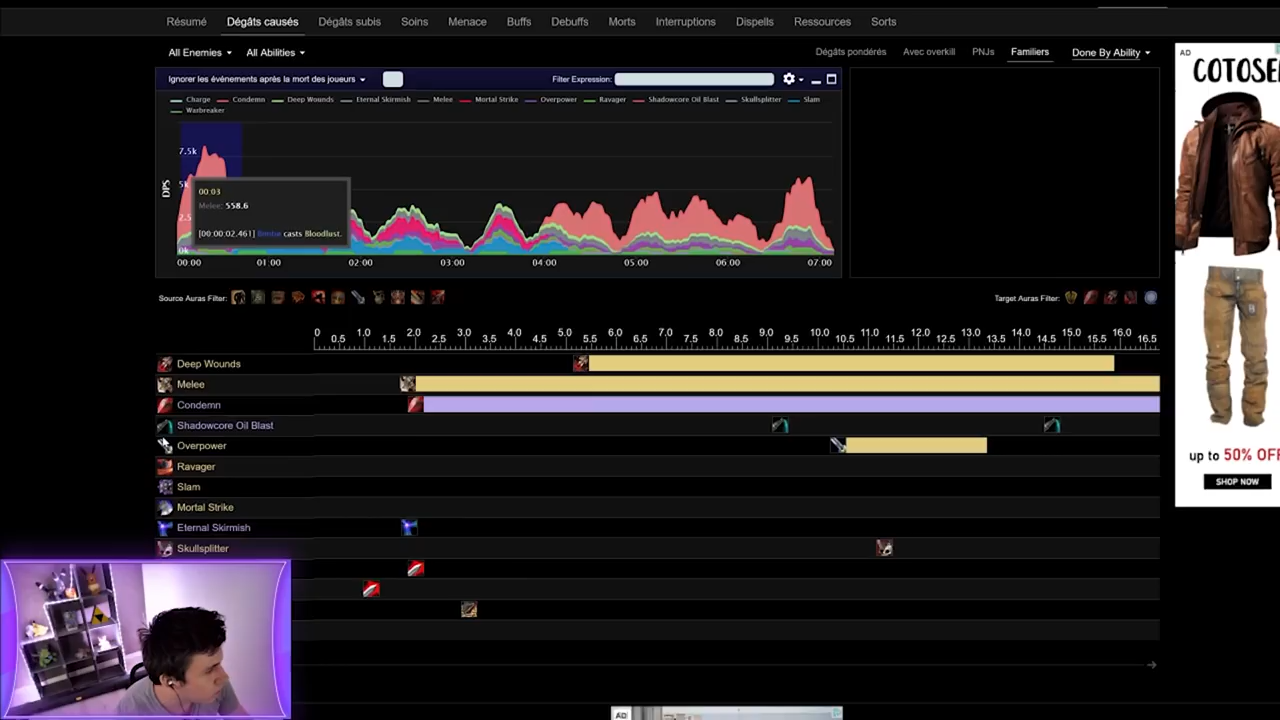 Résumé Dégâts causés Dégâts subis Soins Menace Buffs Debuffs Morts Interruptions Dispells Ressources Sorts
All Enemies All Abilities Dégâts pondérés Avec overkill PNJs Familiers Done By Ability
AD
COTOSE
Ignorer les événements après la mort des joueurs Filter Expression:
Charge Condemn Deep Wounds Eternal Skirmish Melee Mortal Strike Overpower Ravager Shadowcore Oil Blast Skullsplitter Slam
Warbreaker
7.5k
5k
2.5
0k
DPS
00:03
Melee: 558.6
[00:00:02.461] casts Bloodlust.
00:00 01:00 02:00 03:00 04:00 05:00 06:00 07:00
Source Auras Filter: Target Auras Filter:
0 1.0 2.0 3.0 4.0 5.0 6.0 7.0 8.0 9.0 10.0 11.0 12.0 13.0 14.0 15.0 16.0
0.5 1.5 2.5 3.5 4.5 5.5 6.5 7.5 8.5 9.5 10.5 11.5 12.5 13.5 14.5 15.5 16.5
Deep Wounds
Melee
Condemn
Shadowcore Oil Blast
Overpower
Ravager
Slam
Mortal Strike
Eternal Skirmish
Skullsplitter
up to 50% OFF
SHOP NOW
AD